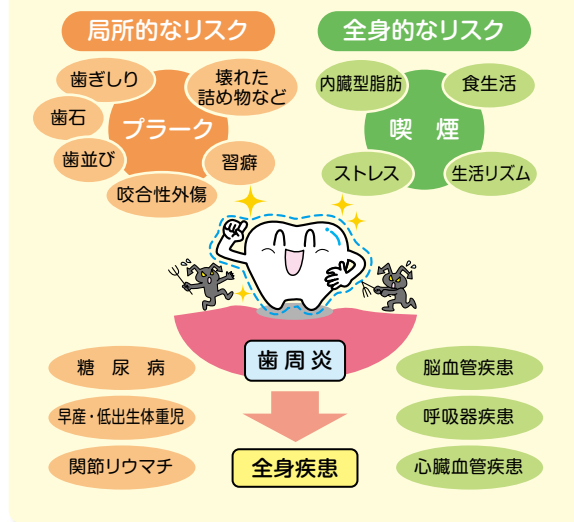 局所的なリスク
歯ぎしり
壊れた
詰め物など
歯石
プラーク
歯並び
習癖
咬合性外傷
全身的なリスク
内臓型脂肪
食生活
喫 煙
ストレス
生活リズム
歯周炎
糖 尿 病
早産・低出生体重児
関節リウマチ
全身疾患
脳血管疾患
呼吸器疾患
心臓血管疾患